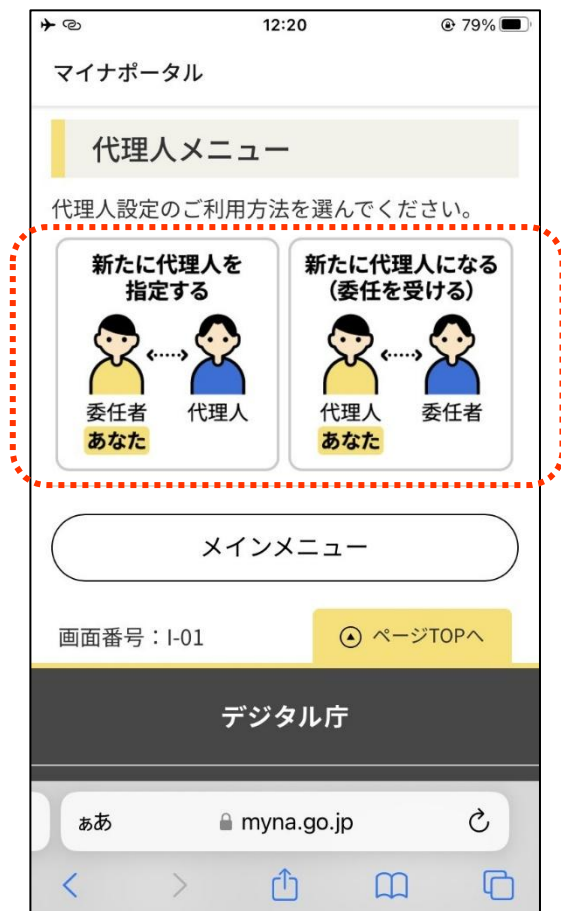 12:20
79%
マイナポータル
代理人メニュー
代理人設定のご利用方法を選んでください。
新たに代理人を
指定する
委任者 代理人
あなた
新たに代理人になる
(委任を受ける)
代理人 委任者
あなた
メインメニュー
画面番号：I-01
ページTOPへ
デジタル庁
ぁあ myna.go.jp